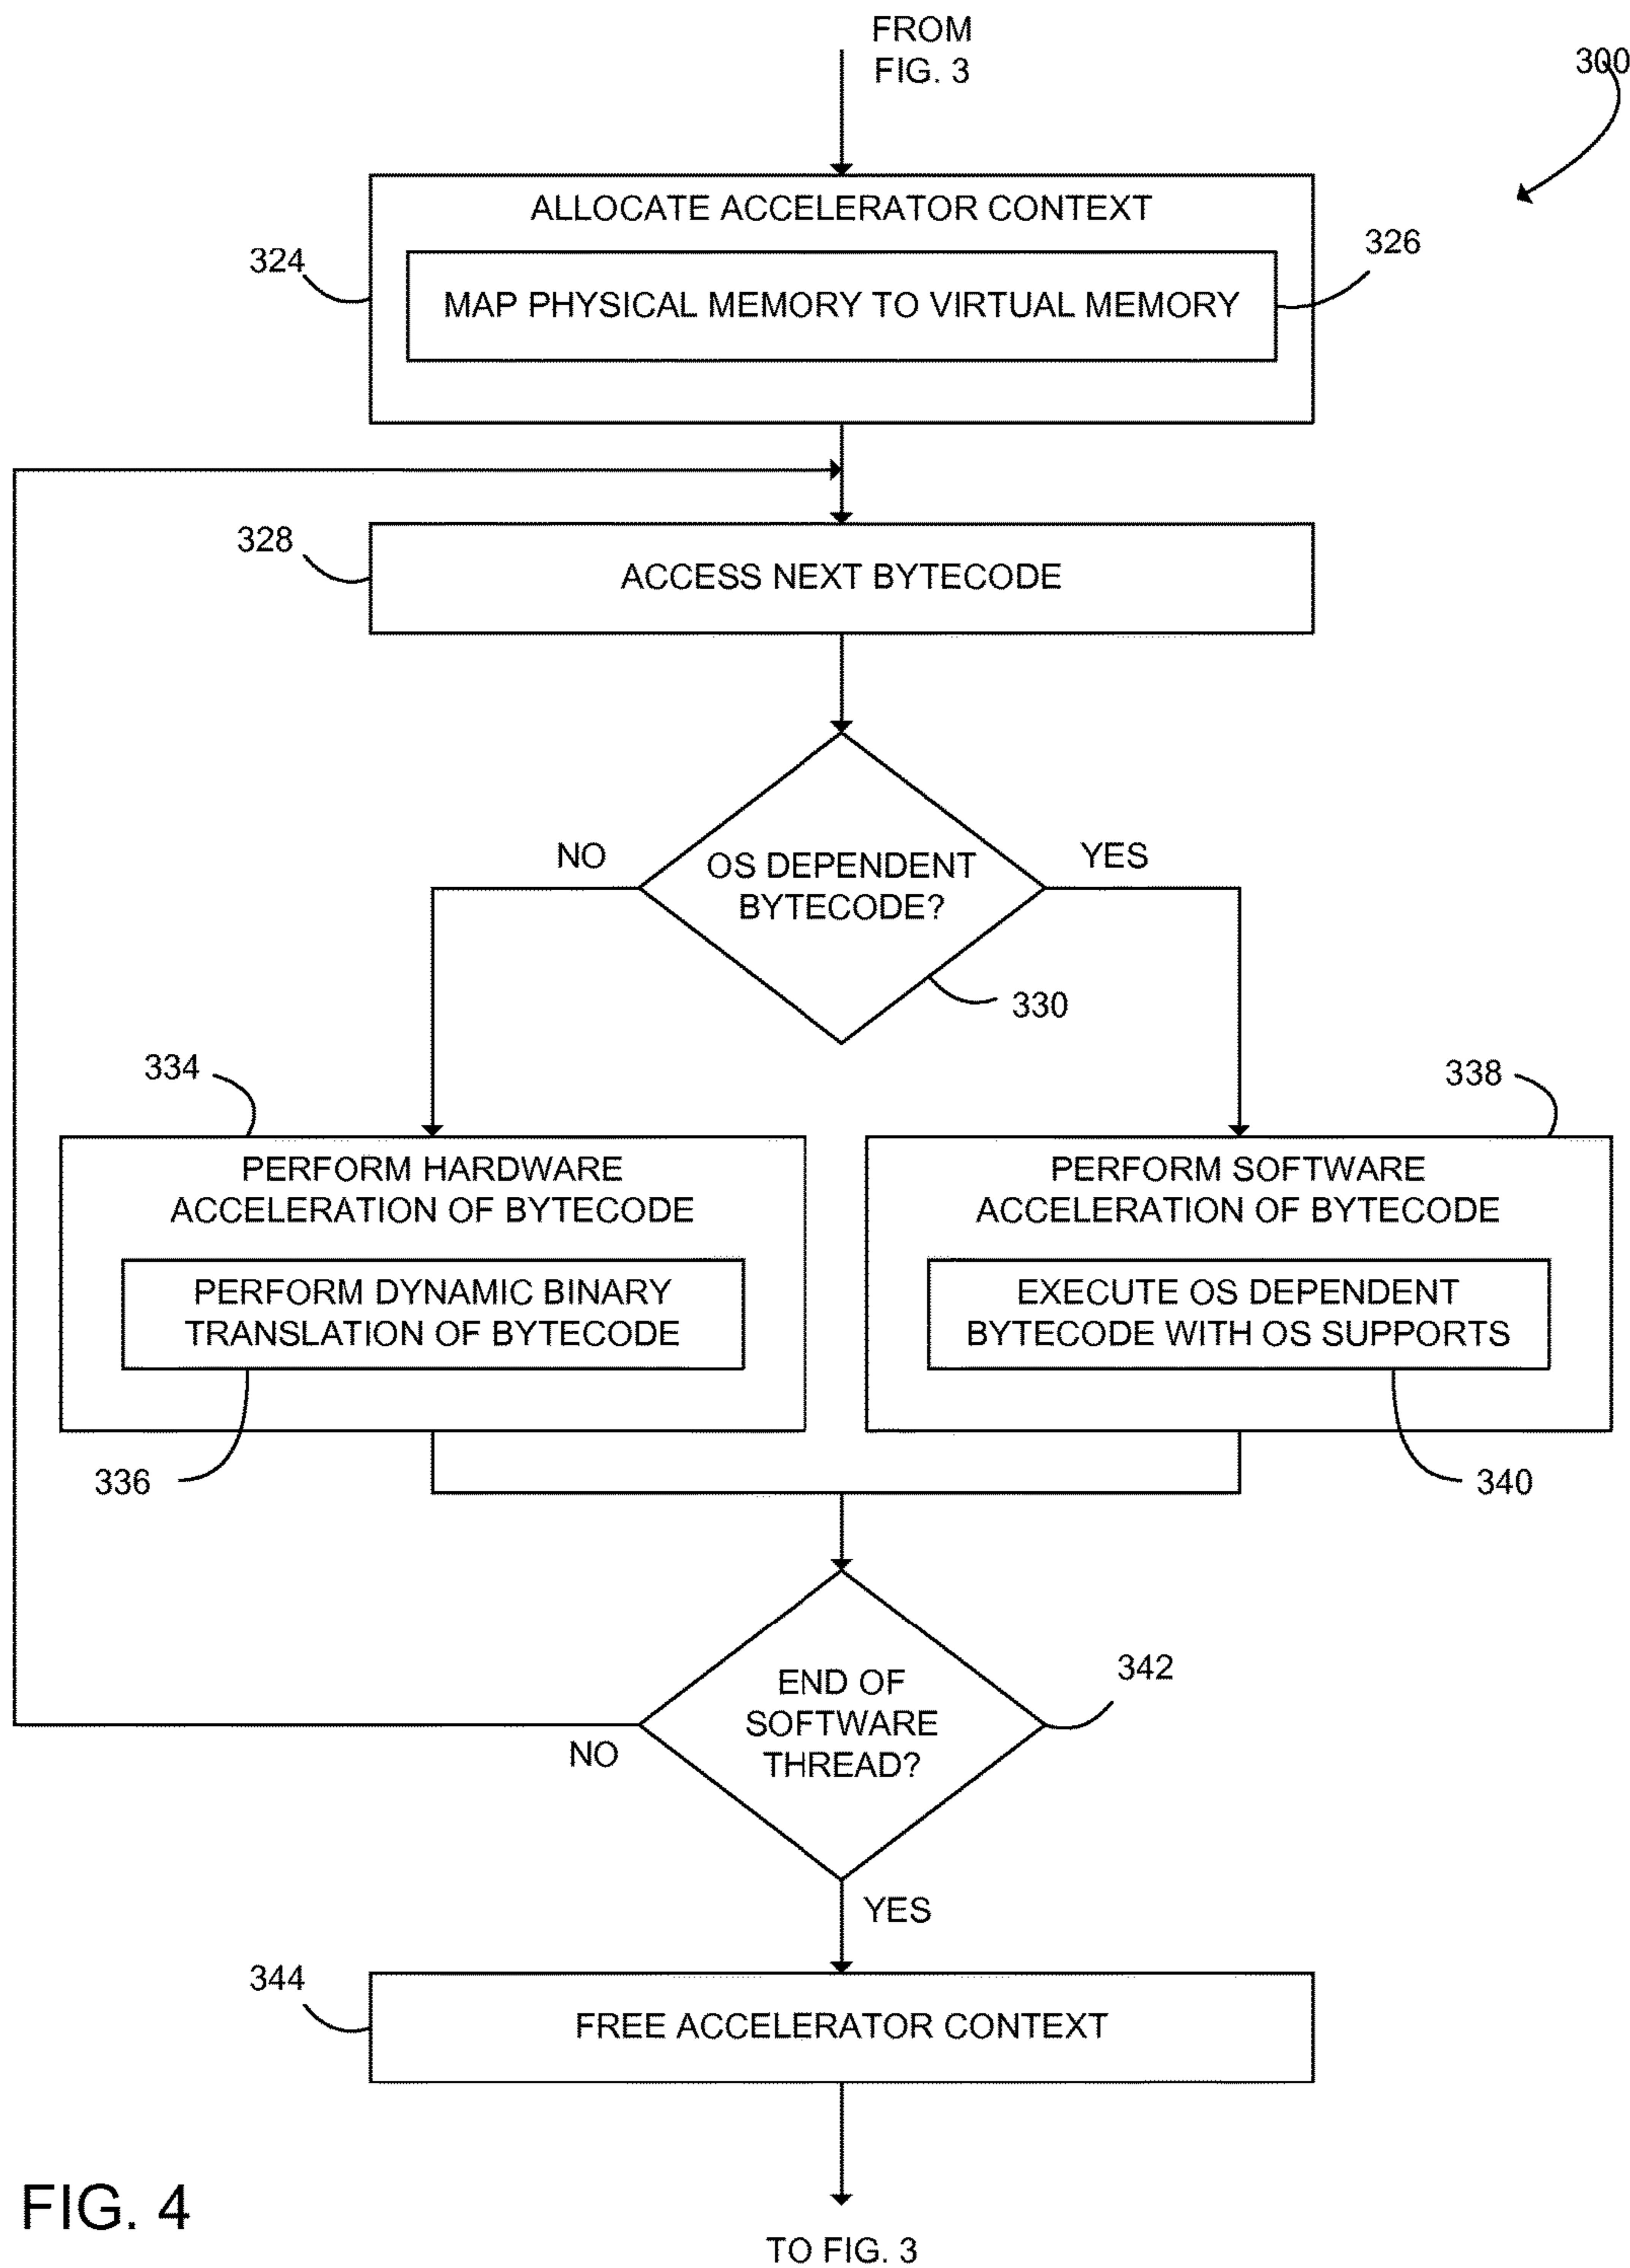 FROM
FIG. 3
300
ALLOCATE ACCELERATOR CONTEXT
324
326
MAP PHYSICAL MEMORY TO VIRTUAL MEMORY
328
ACCESS NEXT BYTECODE
NO
YES
OS DEPENDENT
BYTECODE?
330
334
338
PERFORM HARDWARE
ACCELERATION OF BYTECODE
PERFORM DYNAMIC BINARY
TRANSLATION OF BYTECODE
336
PERFORM SOFTWARE
ACCELERATION OF BYTECODE
EXECUTE OS DEPENDENT
BYTECODE WITH OS SUPPORTS
340
342
END OF
SOFTWARE
THREAD?
NO
YES
344
FREE ACCELERATOR CONTEXT
FIG. 4
TO FIG. 3